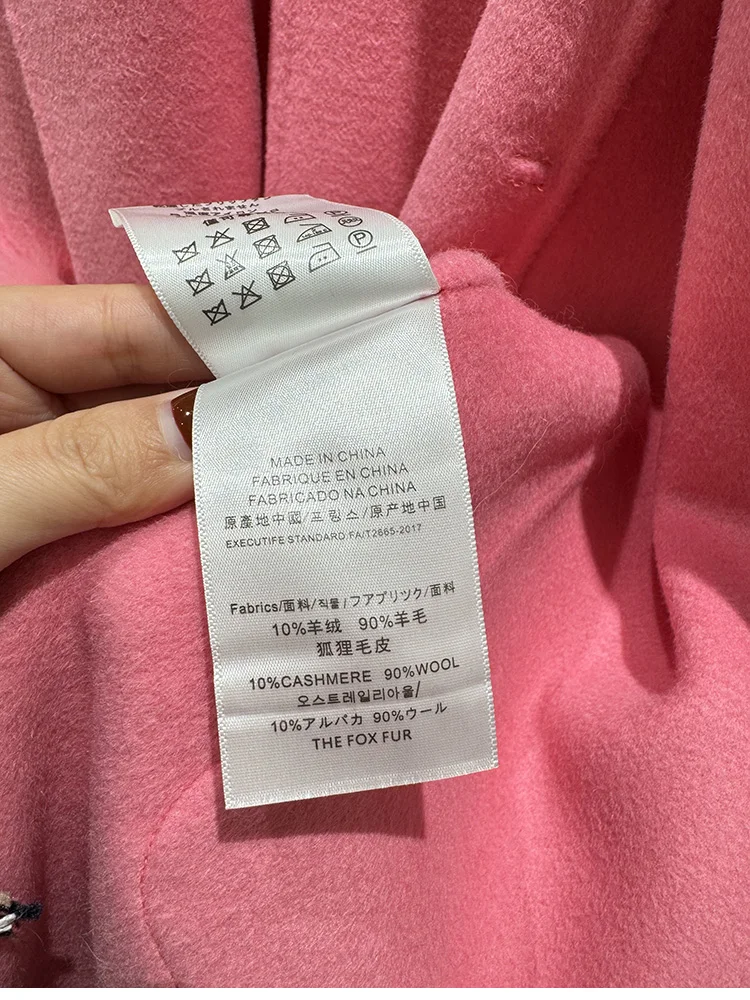 MADE IN CHINA
FABRIQUE EN CHINA
FABRICADO NA CHINA
原產地中國/프링스/原产地中国
EXECUTIFE STANDARD:FA/T2665-2017
Fabrics/面料/직물/フアブリツク/面料
10%羊绒 90%羊毛
狐狸毛皮
10%CASHMERE 90%WOOL
오스트레일리아울/
10%アルパカ 90%ウール
THE FOX FUR